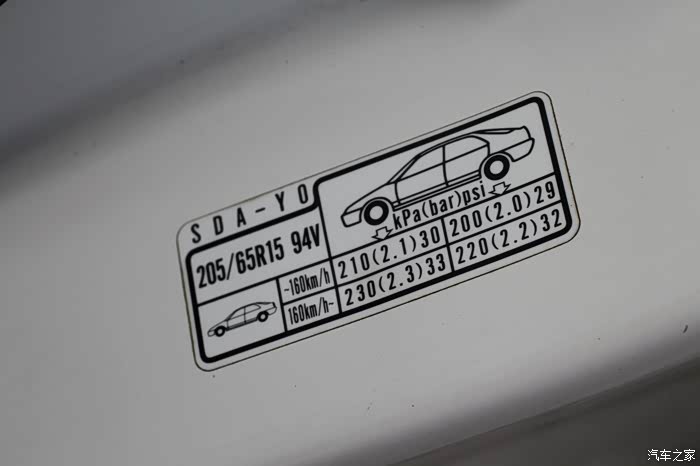 SDA-Y0
kPa(bar)psi
205/65R15 94V
~160km/h 210(2.1)30 200(2.0)29
160km/h~ 230(2.3)33 220(2.2)32
汽车之家